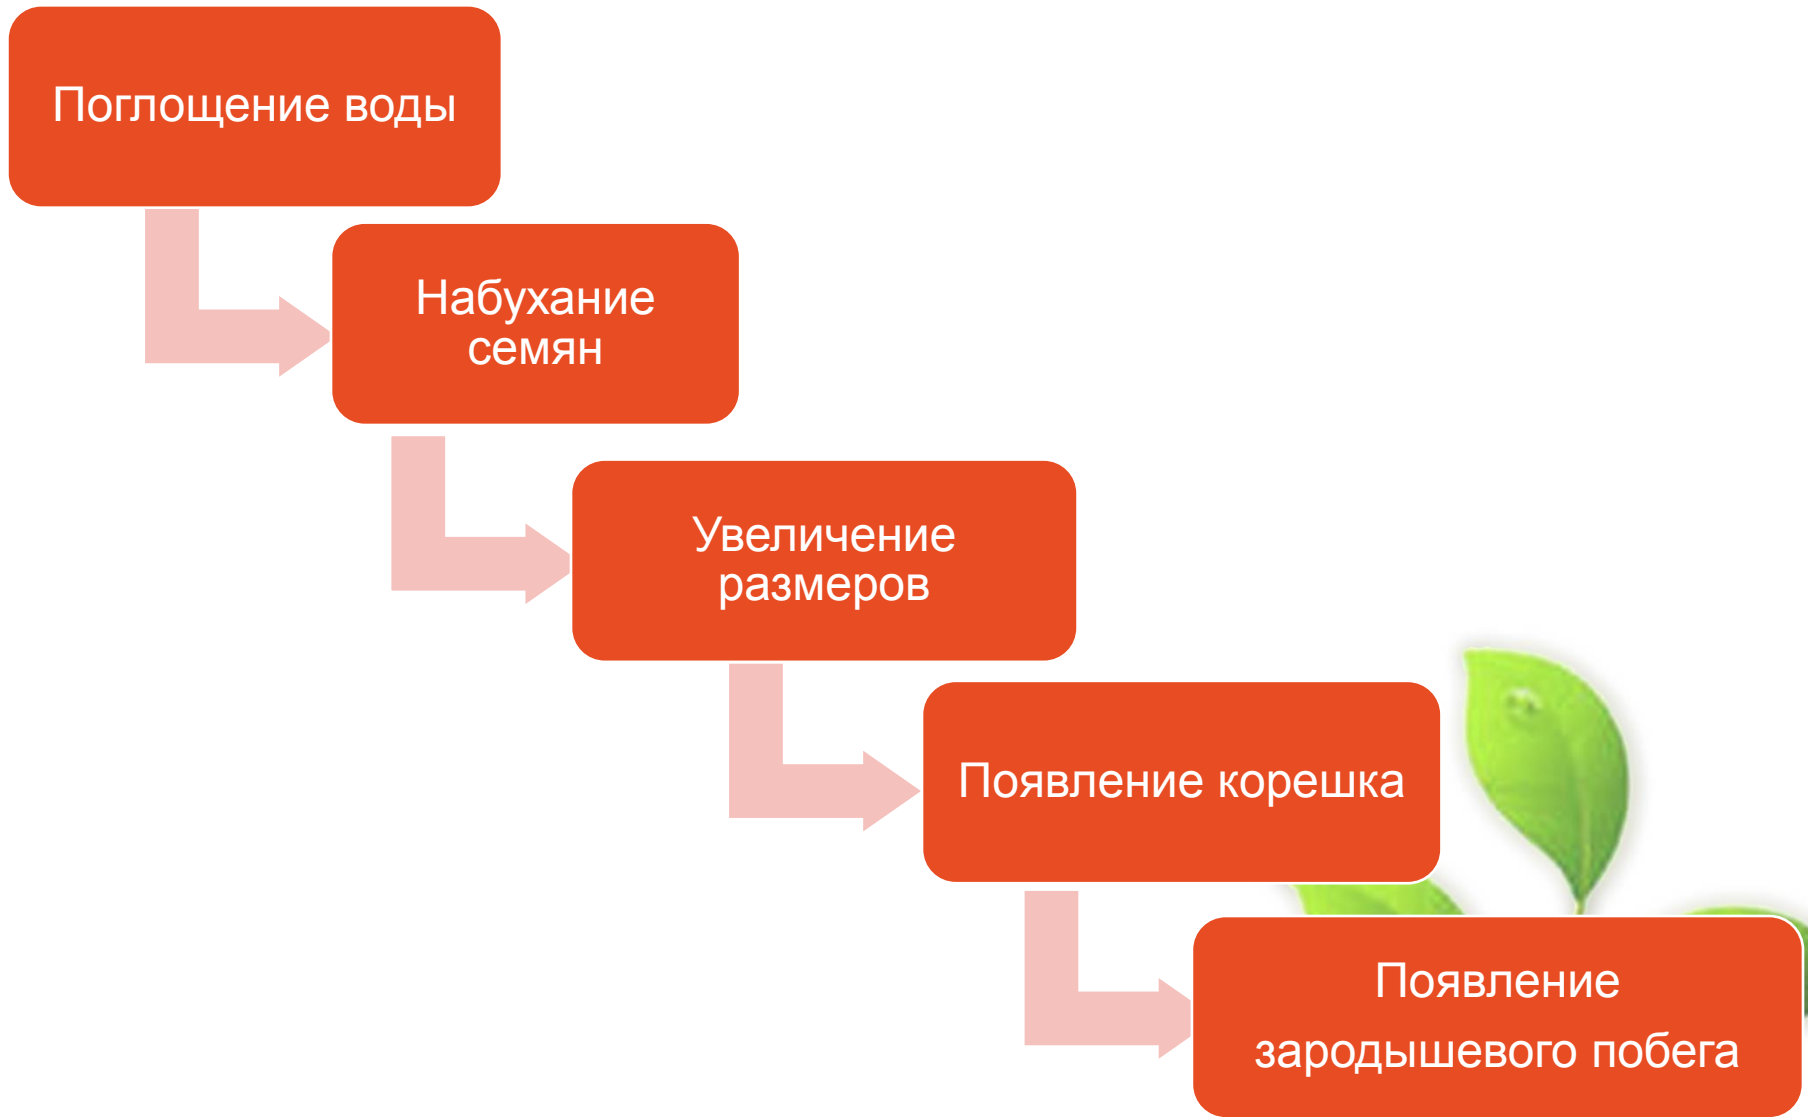 Поглощение воды
Набухание
семян
Увеличение
размеров
Появление корешка
Появление
зародышевого побега